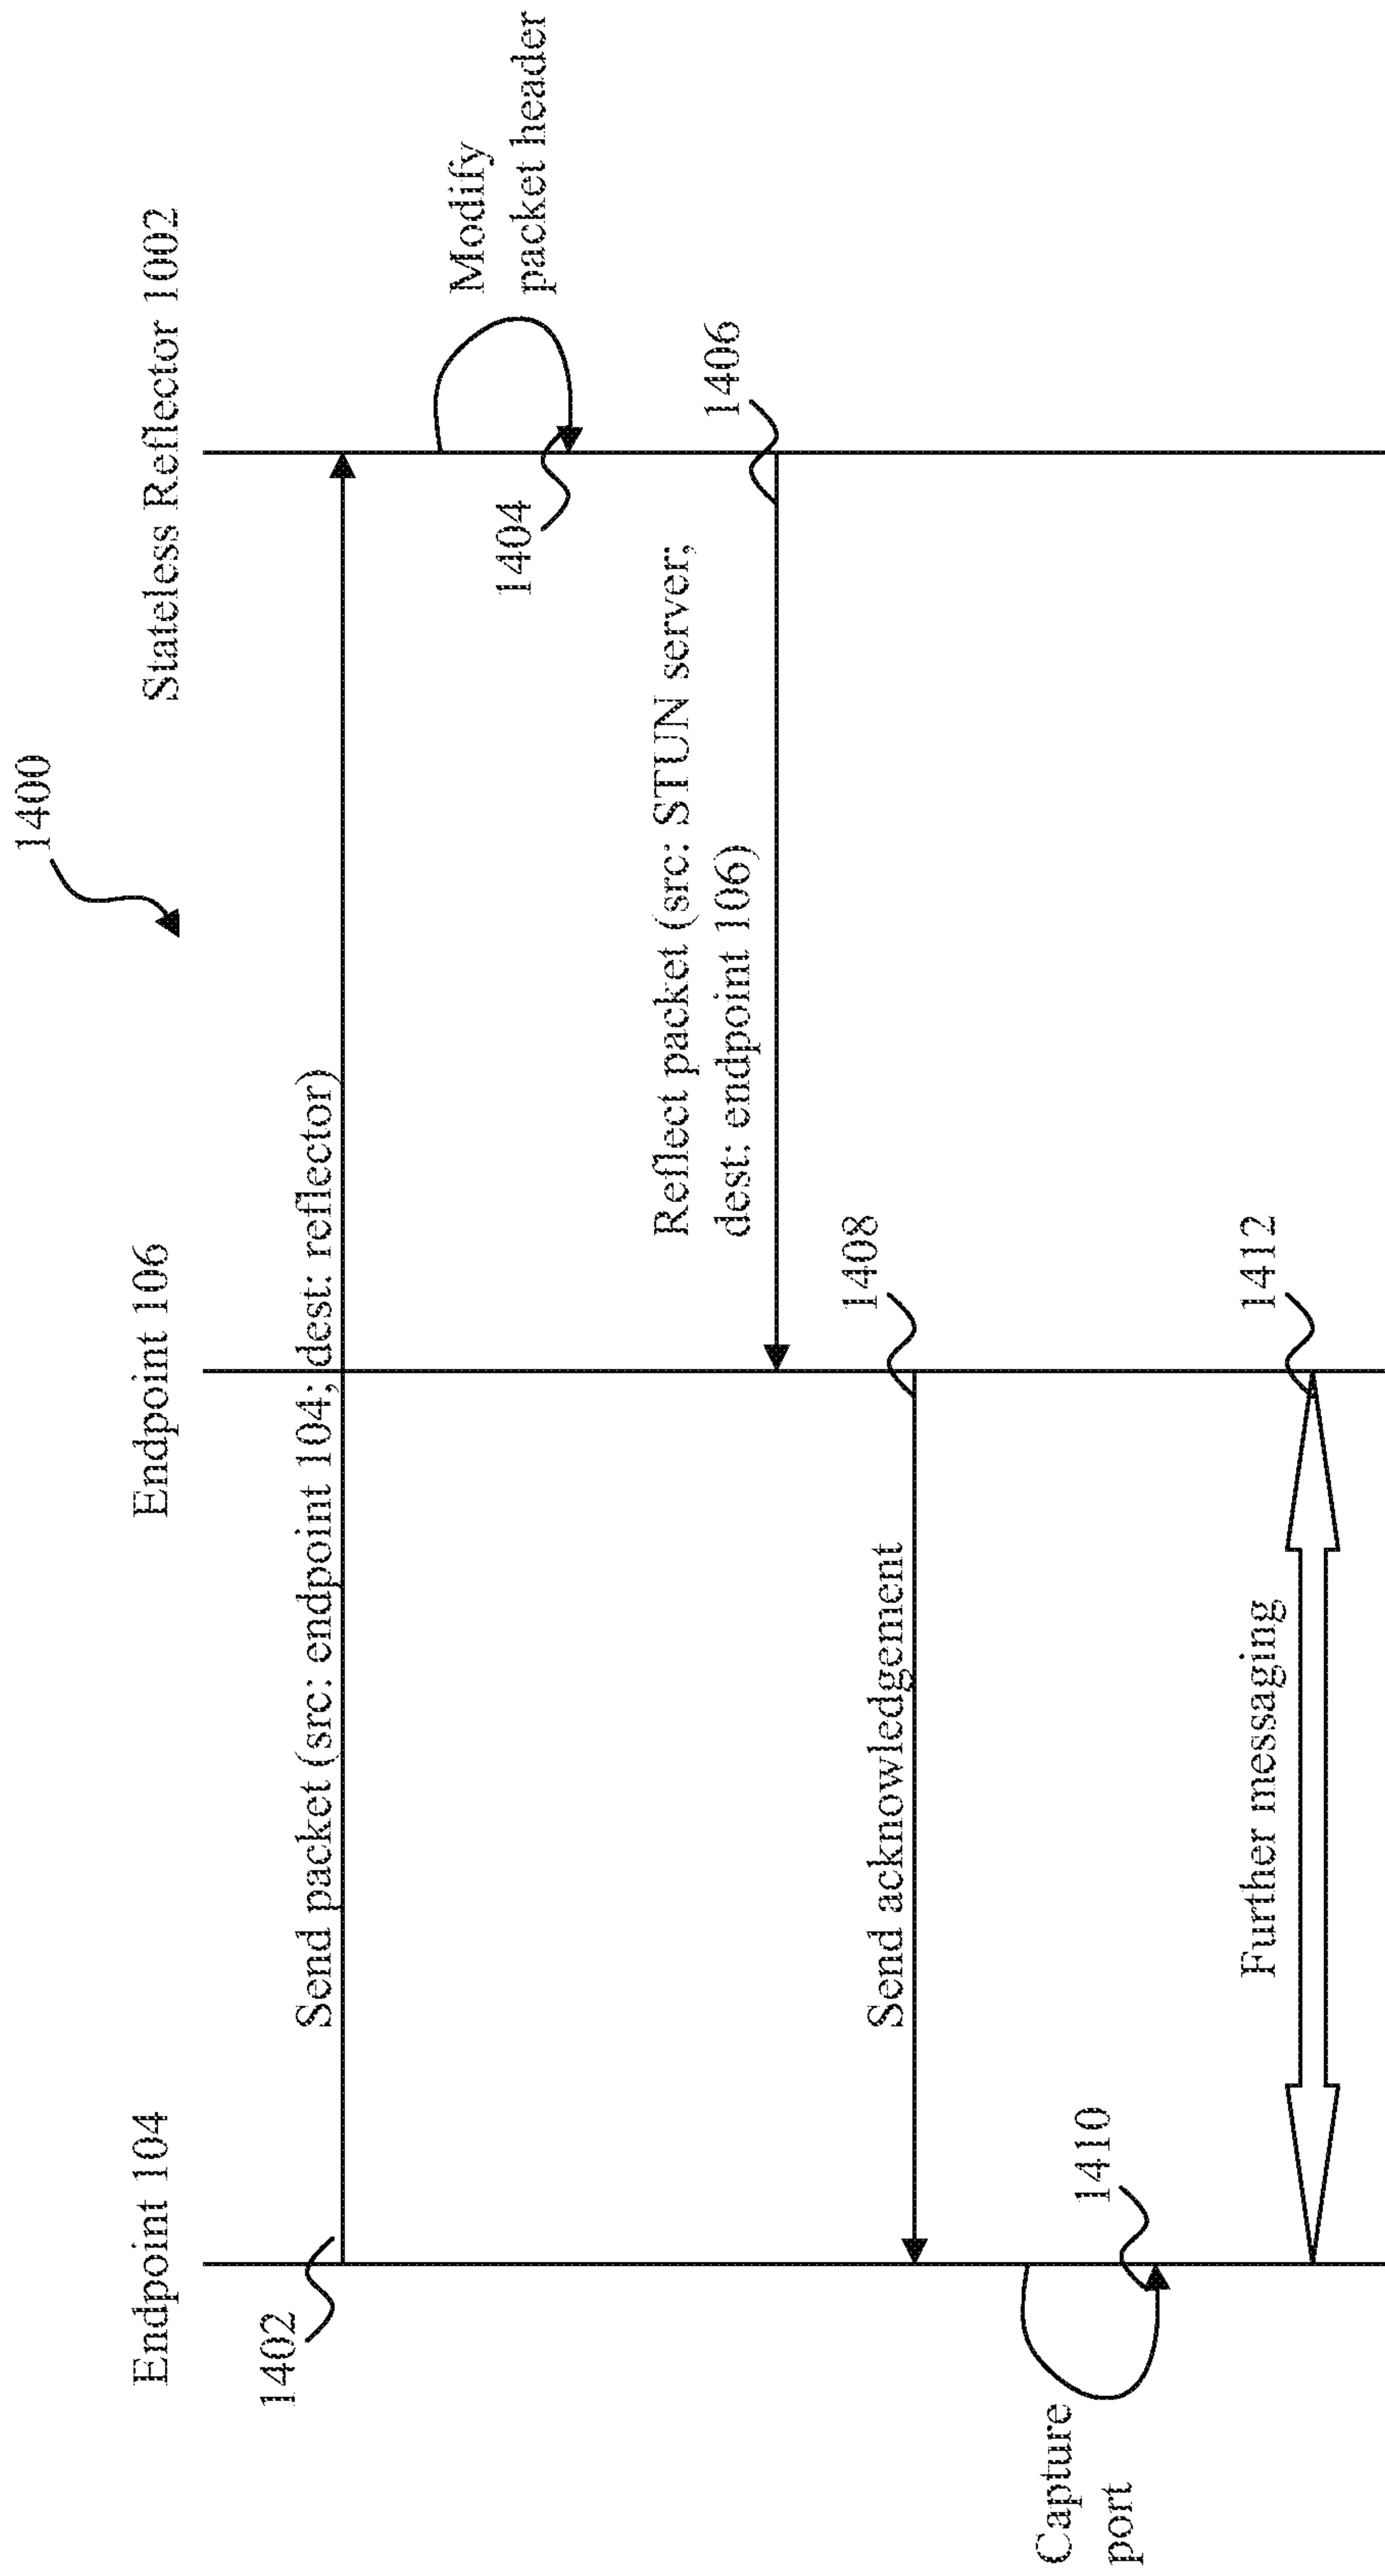 1400
Endpoint 104
Endpoint 106
Stateless Reflector 1002
1402
Send packet (src: endpoint 104; dest: reflector)
Modify
packet header
1404
1406
Reflect packet (src: STUN server;
dest: endpoint 106)
1408
Send acknowledgement
Capture
port
1410
1412
Further messaging